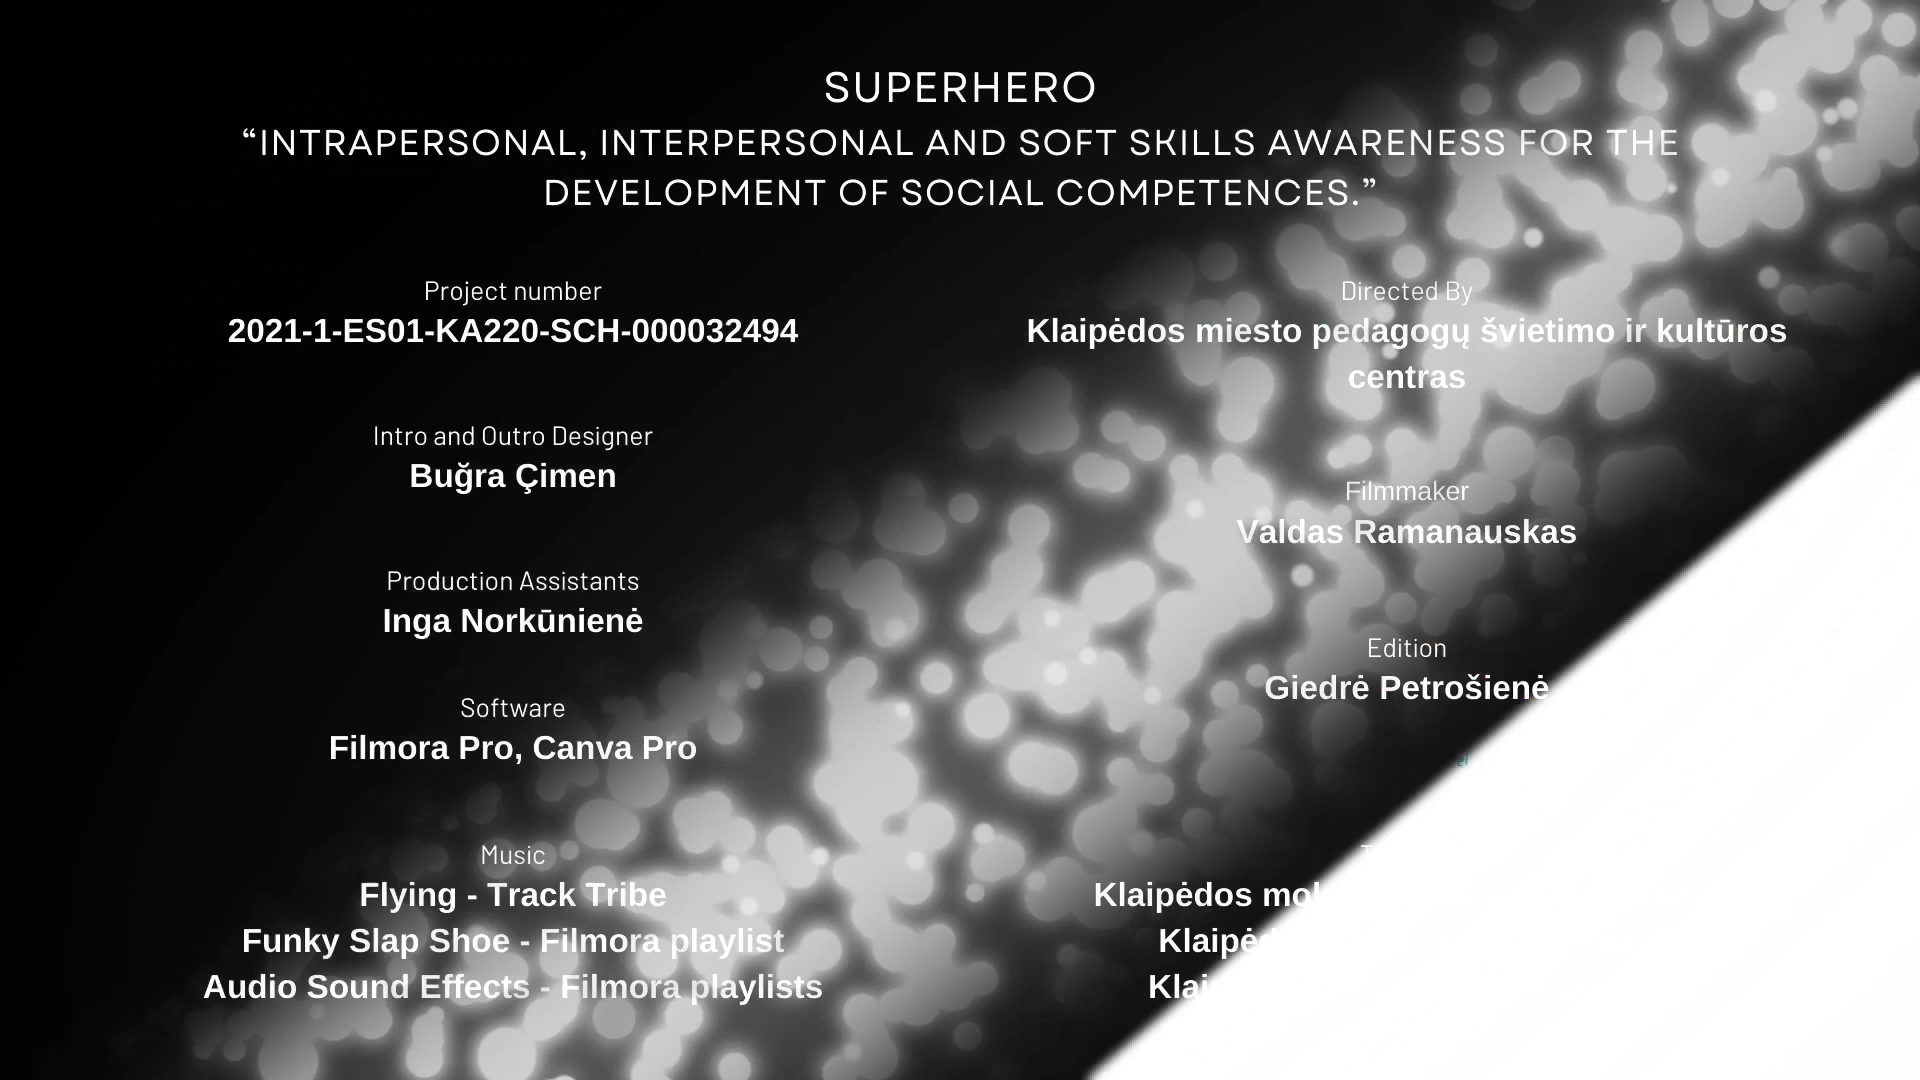 SUPERHERO
“INTRAPERSONAL, INTERPERSONAL AND SOFT SKILLS AWARENESS FOR THE
DEVELOPMENT OF SOCIAL COMPETENCES.”
Project number
2021-1-ES01-KA220-SCH-000032494
Intro and Outro Designer
Buğra Çimen
Production Assistants
Inga Norkūnienė
Software
Filmora Pro, Canva Pro
Music
Flying - Track Tribe
Funky Slap Shoe - Filmora playlist
Audio Sound Effects - Filmora playlists
Directed By
Klaipėdos miesto pedagogų švietimo ir kultūros
centras
Filmmaker
Valdas Ramanauskas
Edition
Giedrė Petrošienė
Klaipėdos